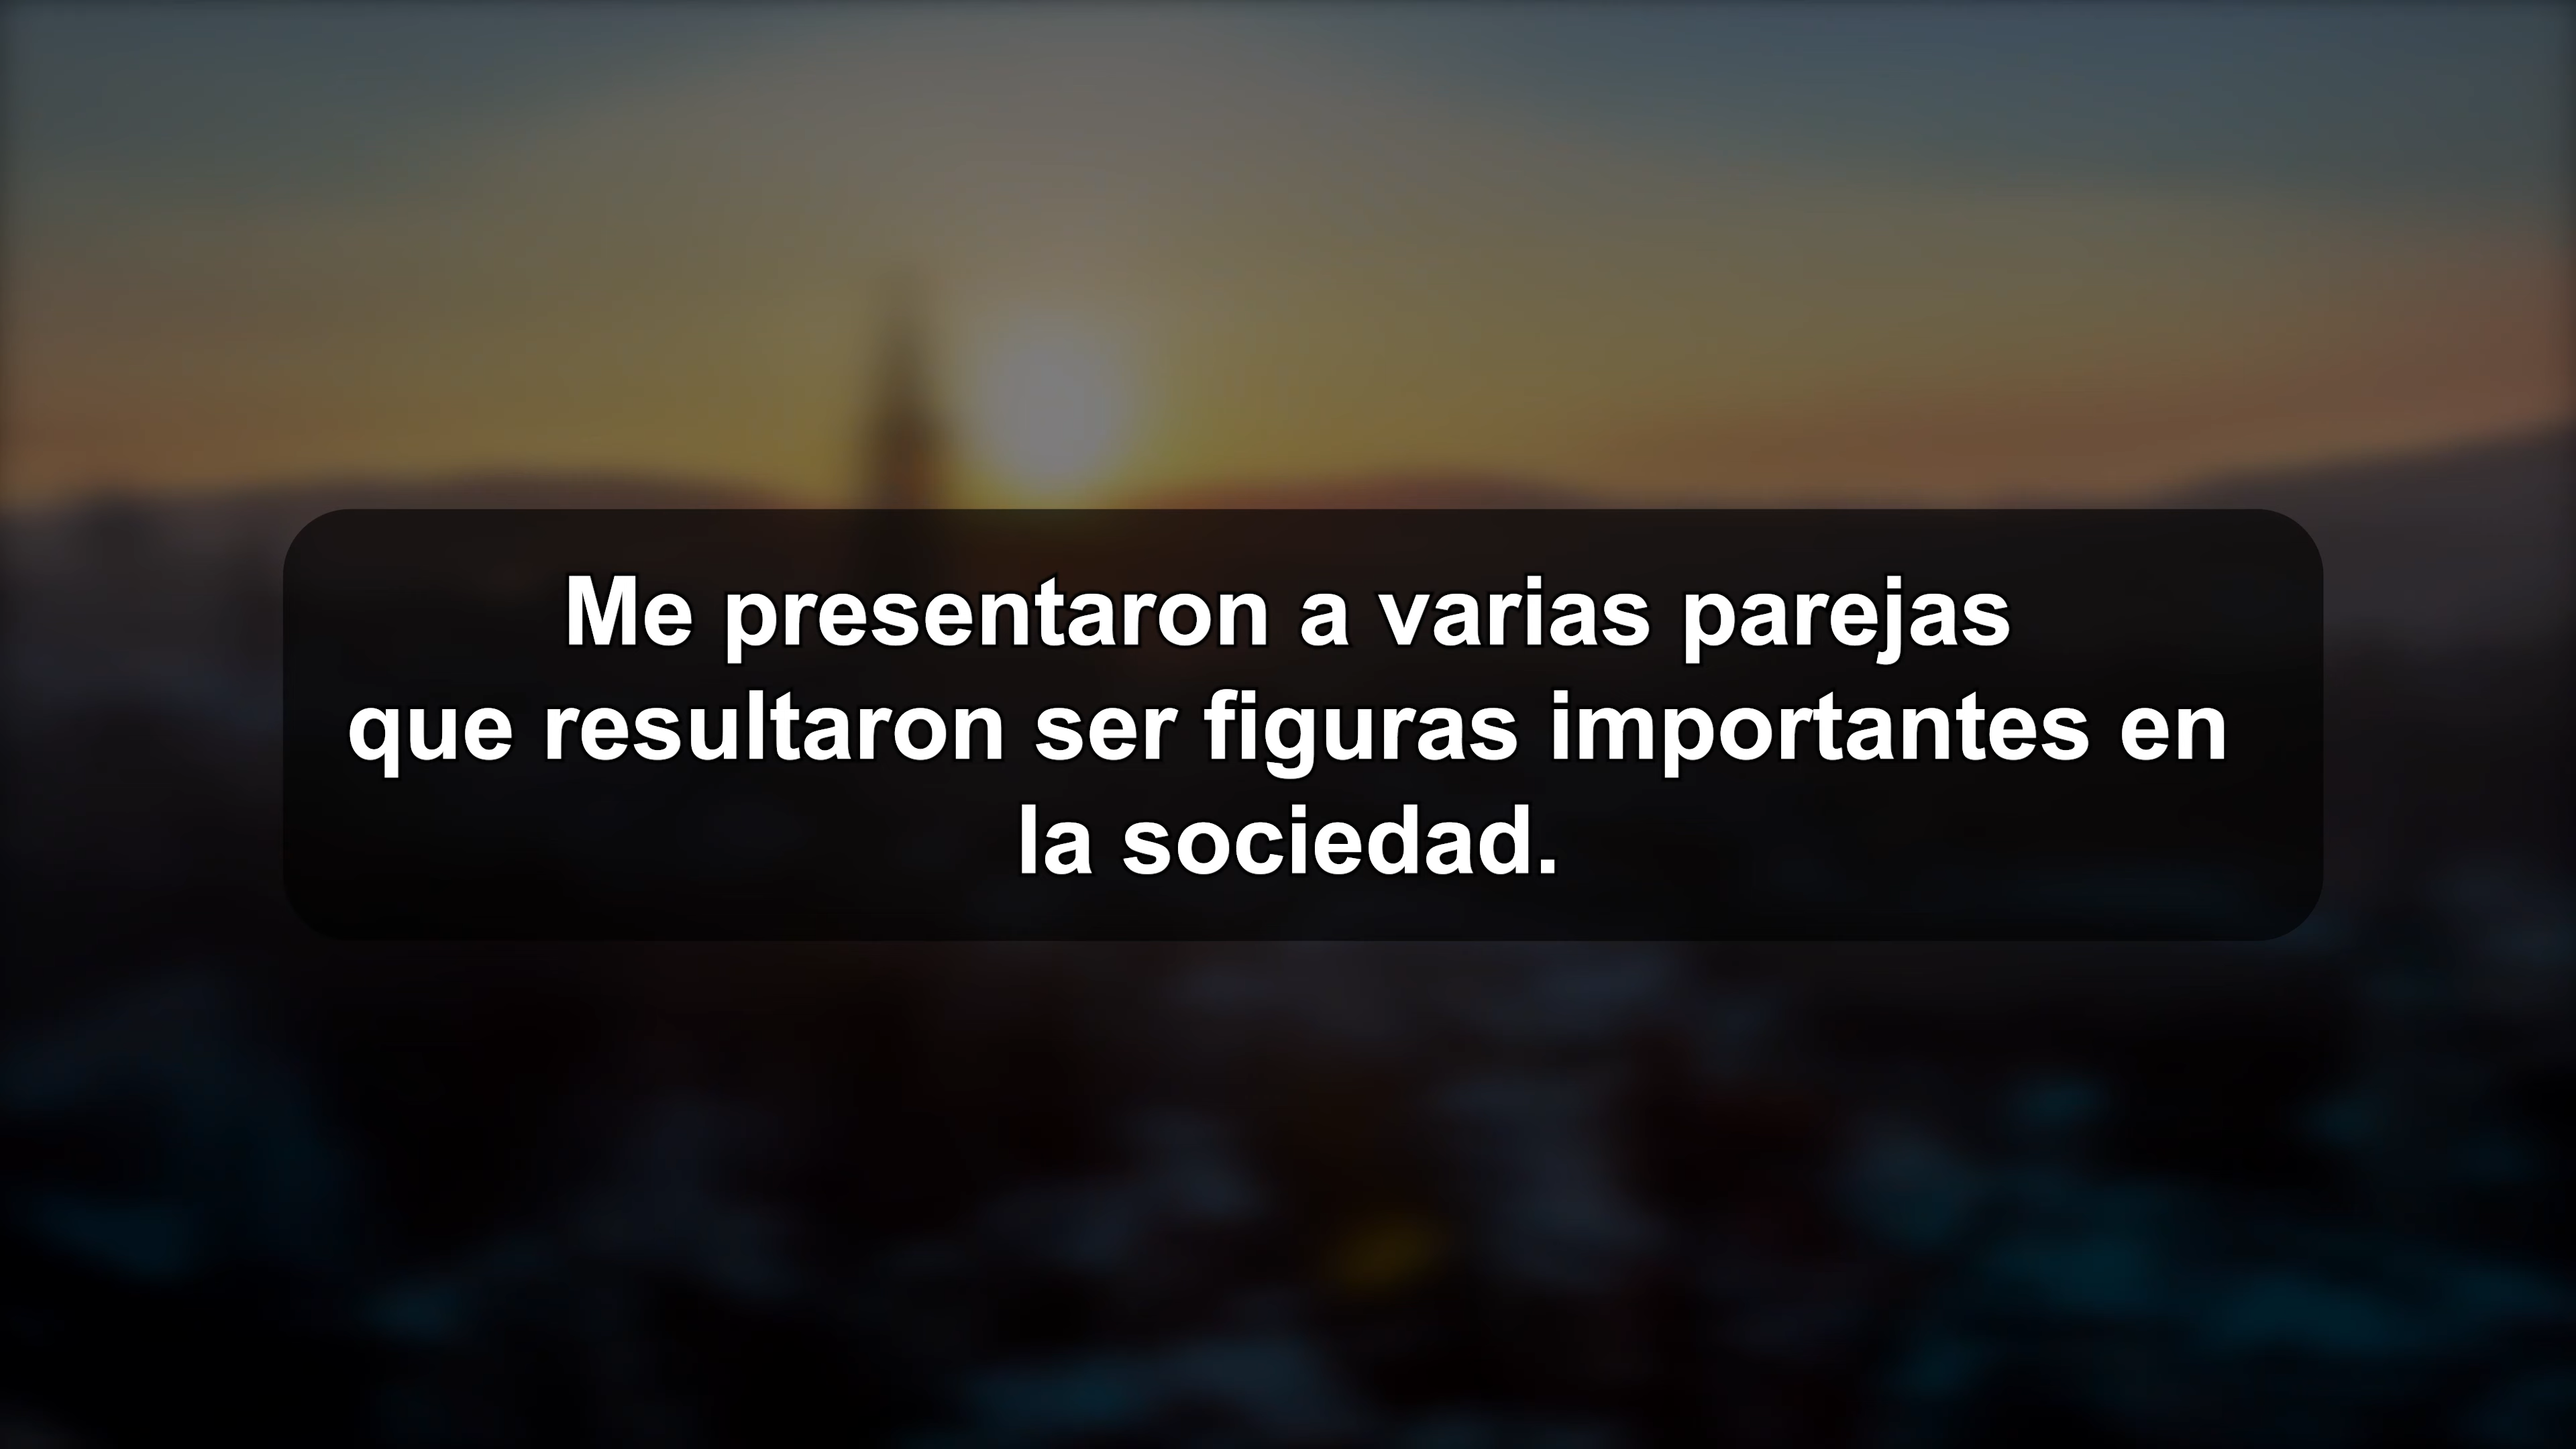 Me presentaron a varias parejas
que resultaron ser figuras importantes en
la sociedad.